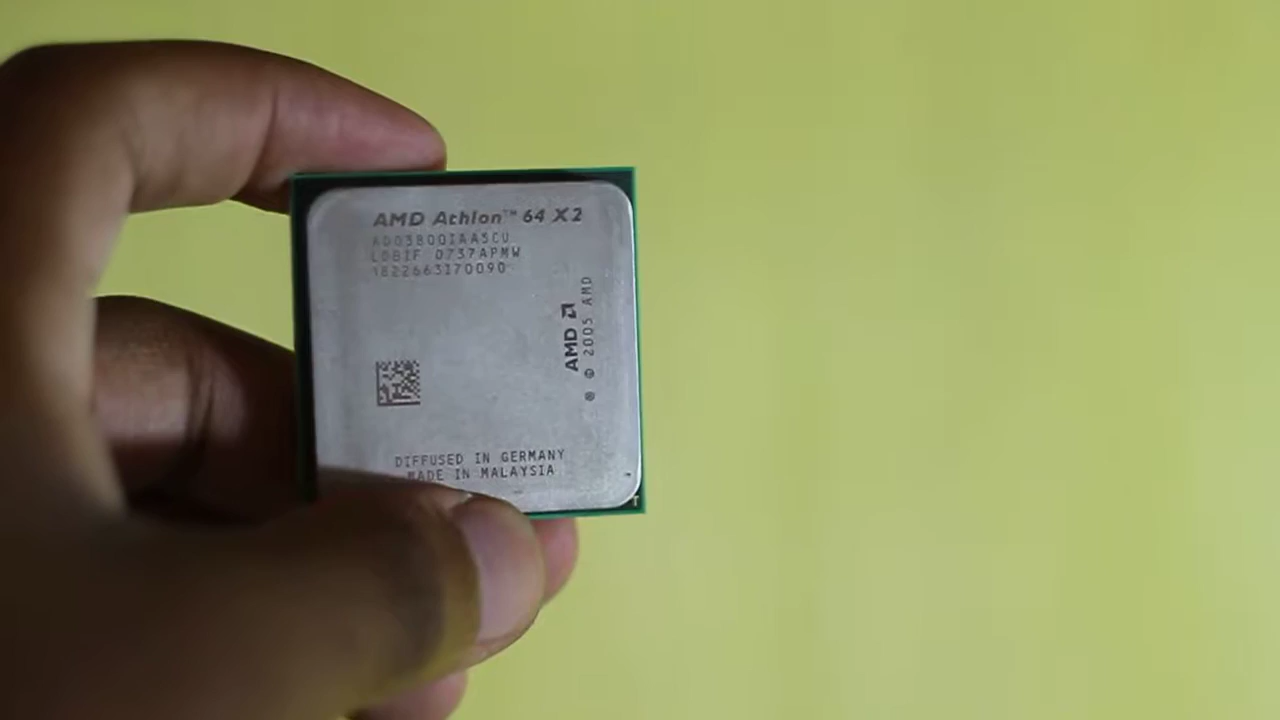 AMD Athlon™ 64 X2
ADO3800IAA5CU
LDBIF 0737APMW
1822663170090
AMD
® © 2005 AMD
DIFFUSED IN GERMANY
MADE IN MALAYSIA